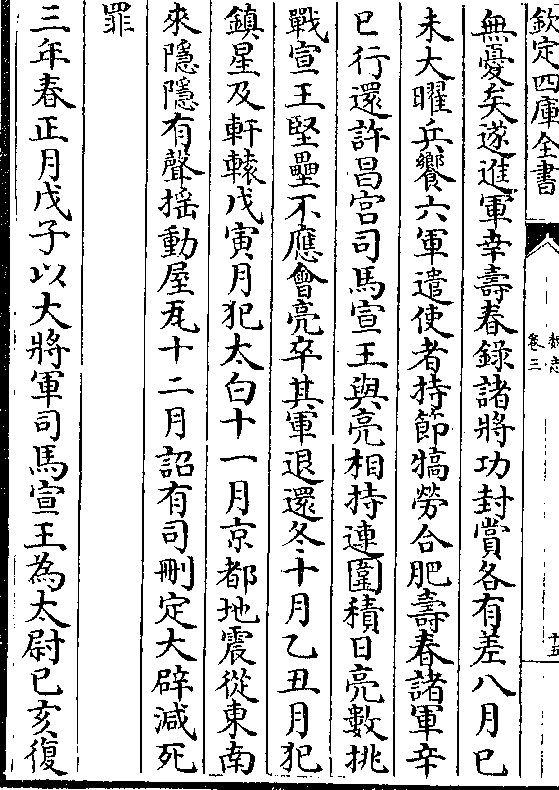 欽定四庫全書
魏志
卷三
無憂矣遂進軍幸壽春録諸將功封賞各有差八月己
未大曜兵饗六軍遣使者持節犒勞合肥壽春諸軍辛
巳行還許昌宮司馬宣王與亮相持連圍積日亮數挑
戰宣王堅壘不應會亮卒其軍退還冬十月乙丑月犯
鎮星及軒轅戊寅月犯太白十一月京都地震從東南
來隱隱有聲揺動屋瓦十二月詔有司刪定大辟減死
罪
三年春正月戊子以大將軍司馬宣王為太尉己亥復